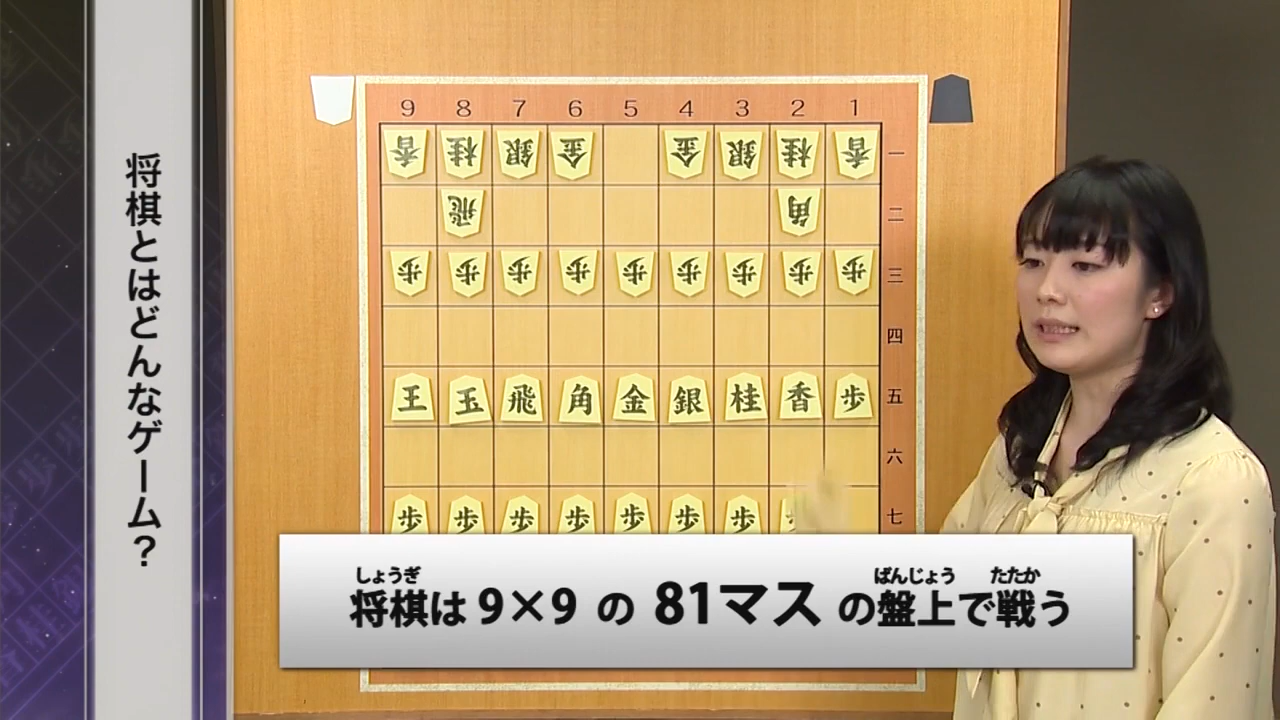 将棋とはどんなゲーム？
9 8 7 6 5 4 3 2 1
香 桂 銀 金 金 銀 桂 香 一
飛 角 二
歩 歩 歩 歩 歩 歩 歩 歩 歩 三
四
王 玉 飛 角 金 銀 桂 香 歩 五
六
歩 歩 歩 歩 歩 歩 歩 七
しょうぎ ばんじょう たたか
将棋は 9×9 の 81マス の盤上で戦う